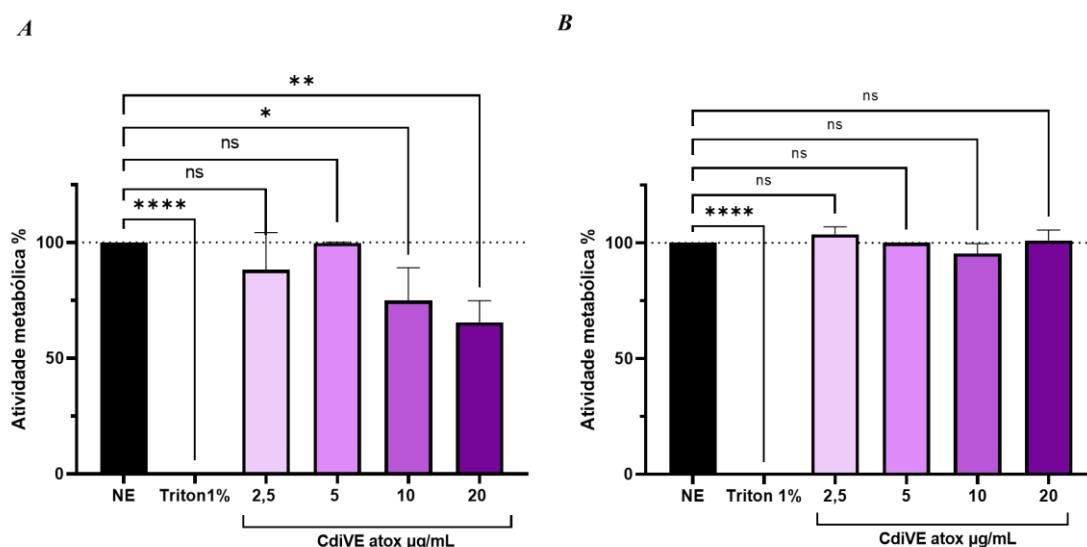 A
**
*
ns
ns
****
Atividade metabólica %
100
50
0
NE Triton1% 2,5 5 10 20
CdiVE atox µg/mL
B
ns
ns
ns
ns
****
Atividade metabólica %
100
50
0
NE Triton 1% 2,5 5 10 20
CdiVE atox µg/mL